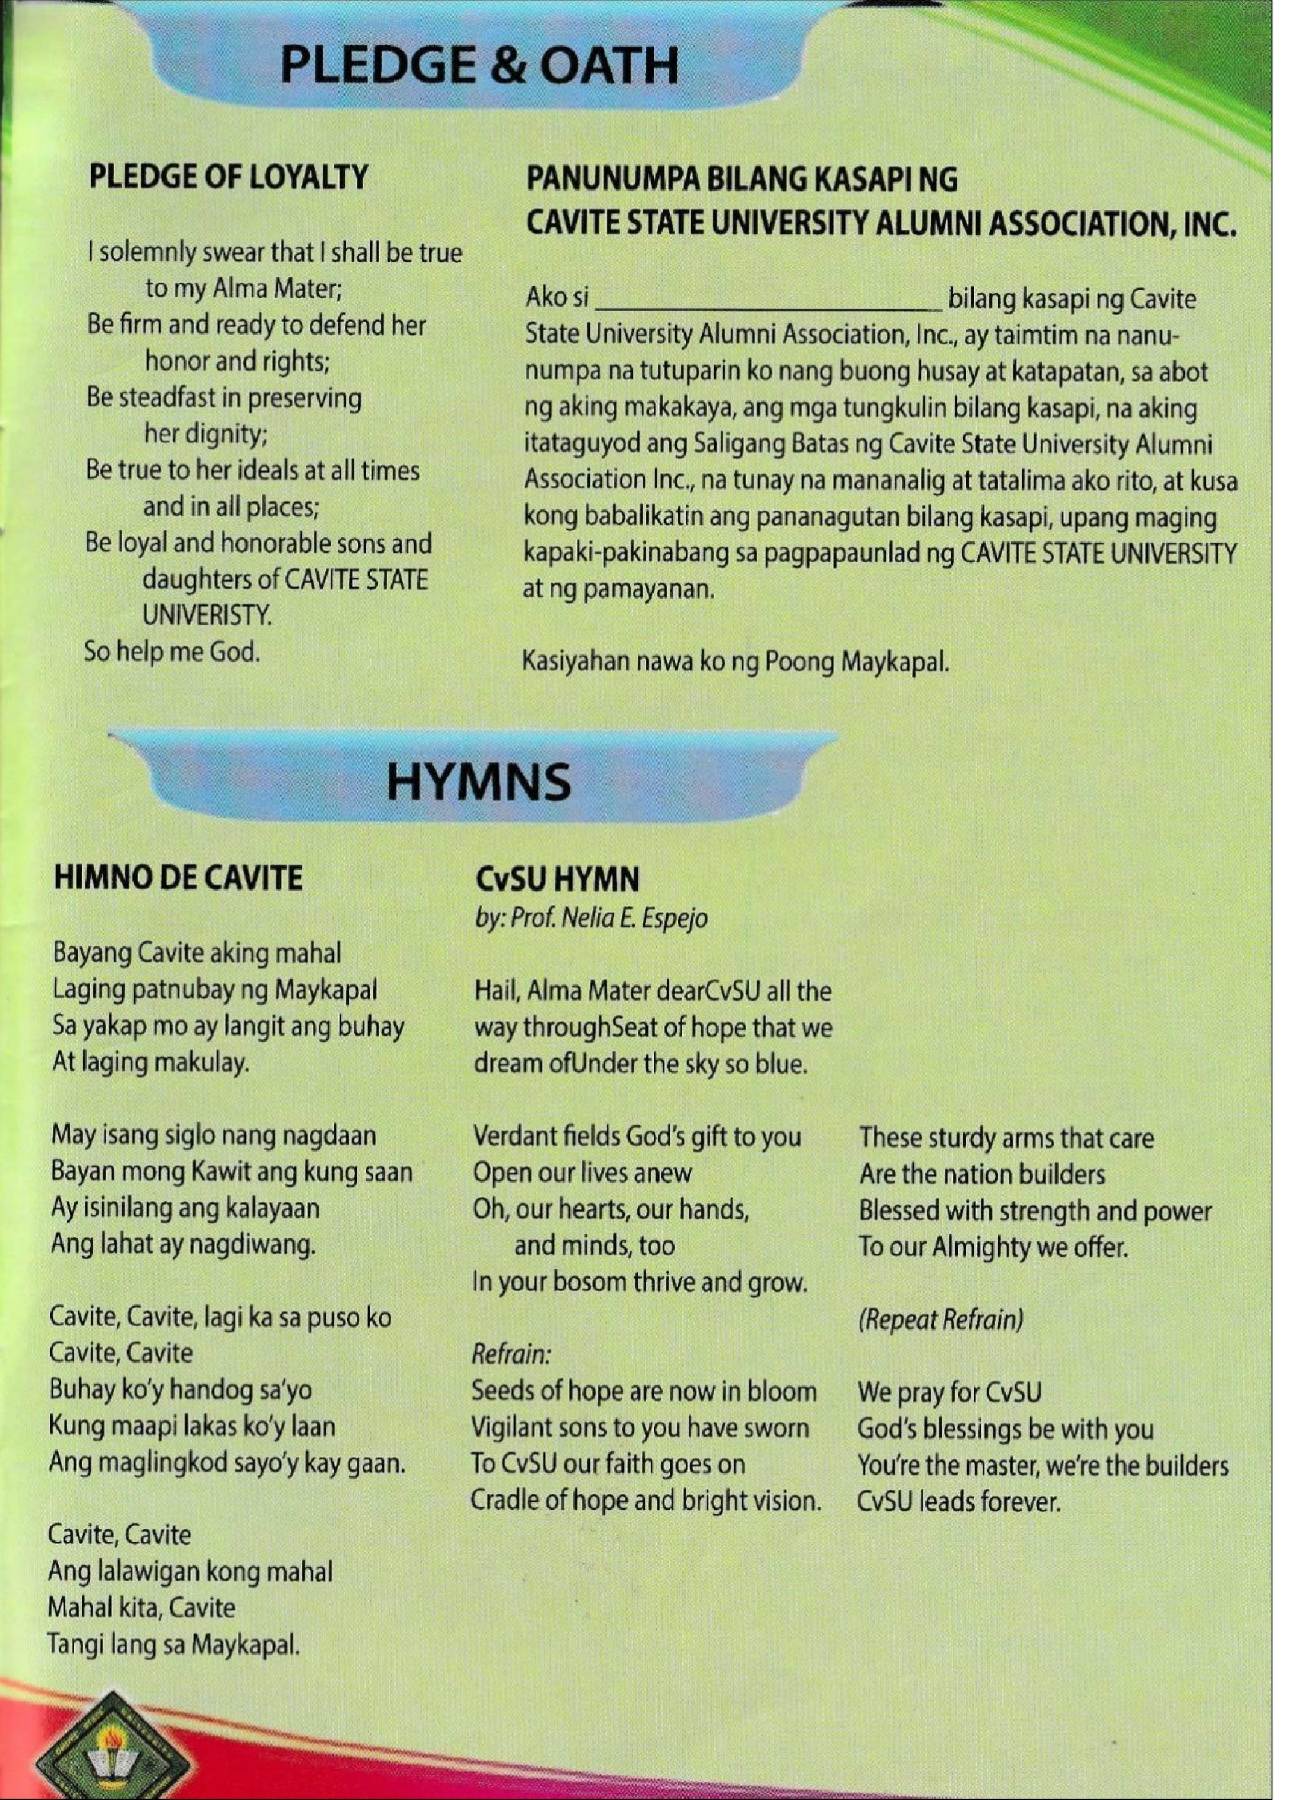 PLEDGE & OATH
PLEDGE OF LOYALTY
I solemnly swear that I shall be true
to my Alma Mater;
Be firm and ready to defend her
honor and rights;
Be steadfast in preserving
her dignity;
Be true to her ideals at all times
and in all places;
Be loyal and honorable sons and
daughters of CAVITE STATE
UNIVERISTY.
So help me God.
PANUNUMPA BILANG KASAPI NG
CAVITE STATE UNIVERSITY ALUMNI ASSOCIATION, INC.
Ako si ______________________________ bilang kasapi ng Cavite
State University Alumni Association, Inc., ay taimtim na nanu-
numpa na tutuparin ko nang buong husay at katapatan, sa abot
ng aking makakaya, ang mga tungkulin bilang kasapi, na aking
itataguyod ang Saligang Batas ng Cavite State University Alumni
Association Inc., na tunay na mananalig at tatalima ako rito, at kusa
kong babalikatin ang pananagutan bilang kasapi, upang maging
kapaki-pakinabang sa pagpapaunlad ng CAVITE STATE UNIVERSITY
at ng pamayanan.
Kasiyahan nawa ko ng Poong Maykapal.
HYMNS
HIMNO DE CAVITE
Bayang Cavite aking mahal
Laging patnubay ng Maykapal
Sa yakap mo ay langit ang buhay
At laging makulay.
May isang siglo nang nagdaan
Bayan mong Kawit ang kung saan
Ay isinilang ang kalayaan
Ang lahat ay nagdiwang.
Cavite, Cavite, lagi ka sa puso ko
Cavite, Cavite
Buhay ko'y handog sa'yo
Kung maapi lakas ko'y laan
Ang maglingkod sayo'y kay gaan.
Cavite, Cavite
Ang lalawigan kong mahal
Mahal kita, Cavite
Tangi lang sa Maykapal.
CvSU HYMN
by: Prof. Nelia E. Espejo
Hail, Alma Mater dearCvSU all the
way throughSeat of hope that we
dream ofUnder the sky so blue.
Verdant fields God's gift to you
Open our lives anew
Oh, our hearts, our hands,
and minds, too
In your bosom thrive and grow.
Refrain:
Seeds of hope are now in bloom
Vigilant sons to you have sworn
To CvSU our faith goes on
Cradle of hope and bright vision.
These sturdy arms that care
Are the nation builders
Blessed with strength and power
To our Almighty we offer.
(Repeat Refrain)
We pray for CvSU
God's blessings be with you
You're the master, we're the builders
CvSU leads forever.